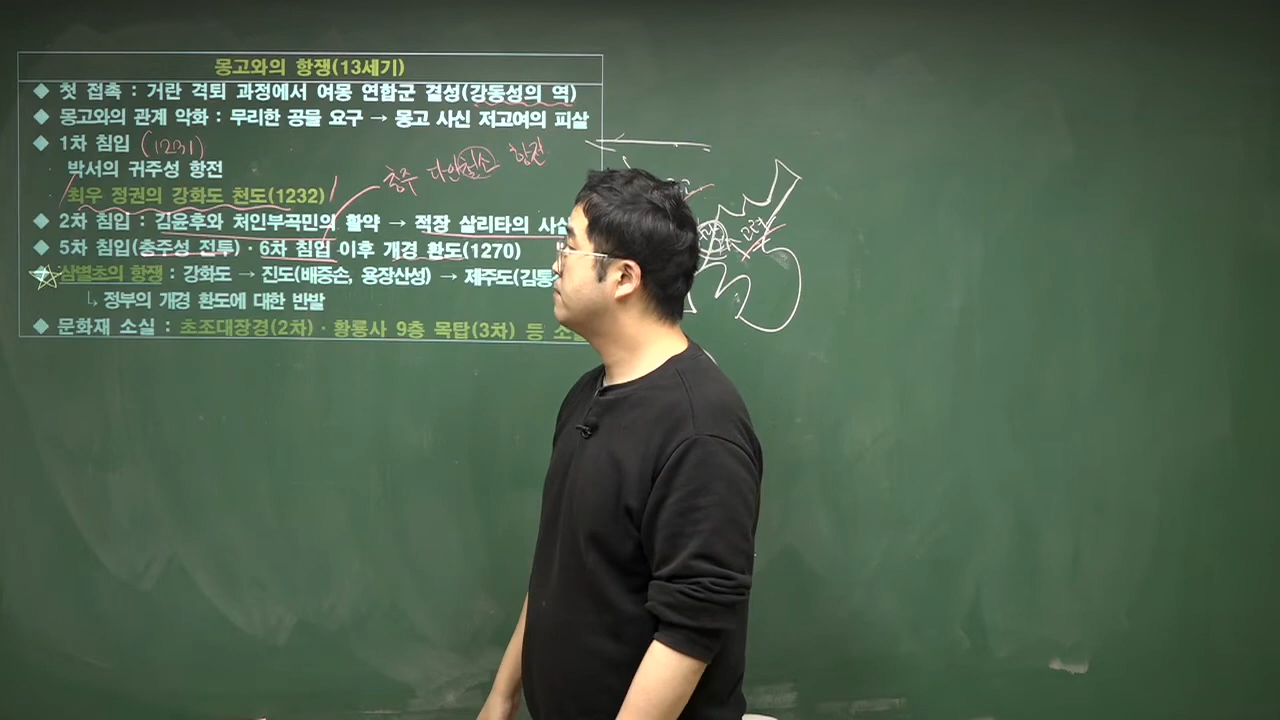 몽고와의 항쟁(13세기)
◆ 첫 접촉 : 거란 격퇴 과정에서 여몽 연합군 결성(강동성의 역)
◆ 몽고와의 관계 악화 : 무리한 공물 요구 → 몽고 사신 저고여의 피살
◆ 1차 침입 (1231)
박서의 귀주성 항전
충주 다인철소 항전
최우 정권의 강화도 천도(1232)
◆ 2차 침입 : 김윤후와 처인부곡민의 활약 → 적장 살리타의 사살
◆ 5차 침입(충주성 전투) · 6차 침입 이후 개경 환도(1270)
☆ 삼별초의 항쟁 : 강화도 → 진도(배중손, 용장산성) → 제주도(김통
↳ 정부의 개경 환도에 대한 반발
◆ 문화재 소실 : 초조대장경(2차) · 황룡사 9층 목탑(3차) 등 소